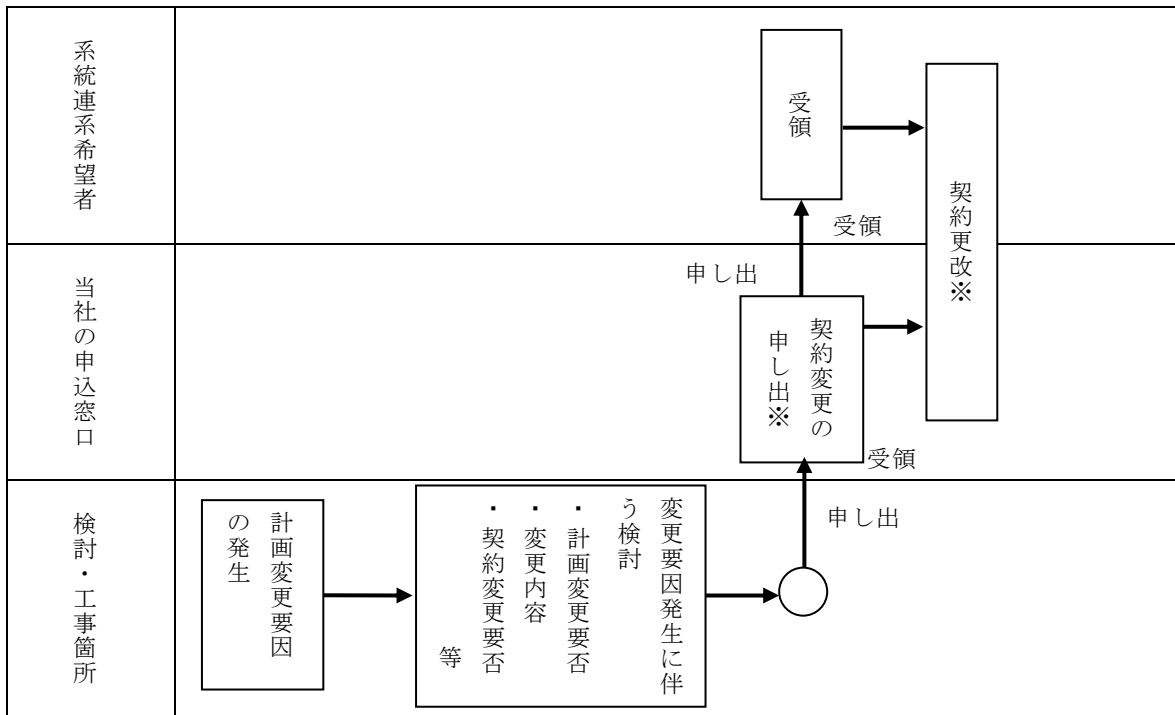 系統連系希望者
受領
契約更改※
受領
申し出
当社の申込窓口
契約変更の
申し出※
受領
申し出
検討・工事箇所
計画変更要因
の発生
変更要因発生に伴
う検討
・計画変更要否
・変更内容
・契約変更要否
等